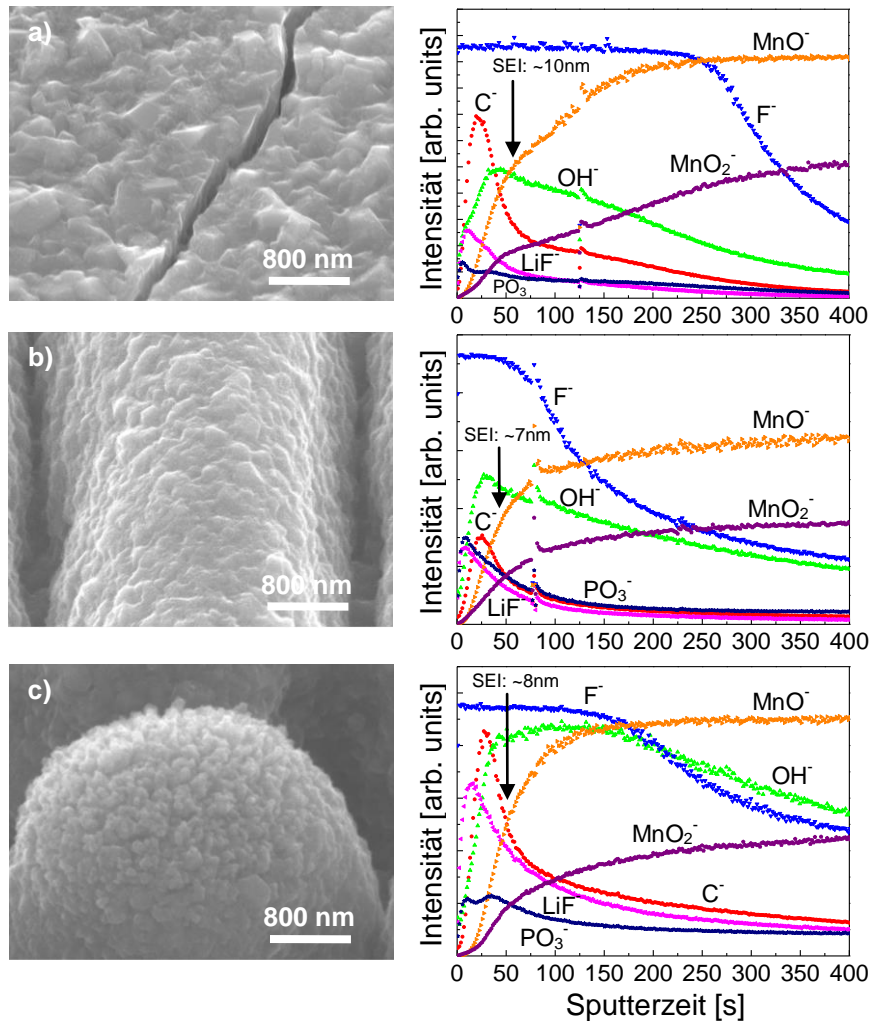 a)
800 nm
Intensität [arb. units]
SEI: ~10nm
C⁻
MnO⁻
F⁻
MnO₂⁻
OH⁻
LiF⁻
PO₃⁻
0 50 100 150 200 250 300 350 400
b)
800 nm
Intensität [arb. units]
F⁻
SEI: ~7nm
MnO⁻
OH⁻
C⁻
MnO₂⁻
PO₃⁻
LiF⁻
0 50 100 150 200 250 300 350 400
c)
800 nm
Intensität [arb. units]
SEI: ~8nm
F⁻
MnO⁻
OH⁻
MnO₂⁻
C⁻
LiF⁻
PO₃⁻
0 50 100 150 200 250 300 350 400
Sputterzeit [s]